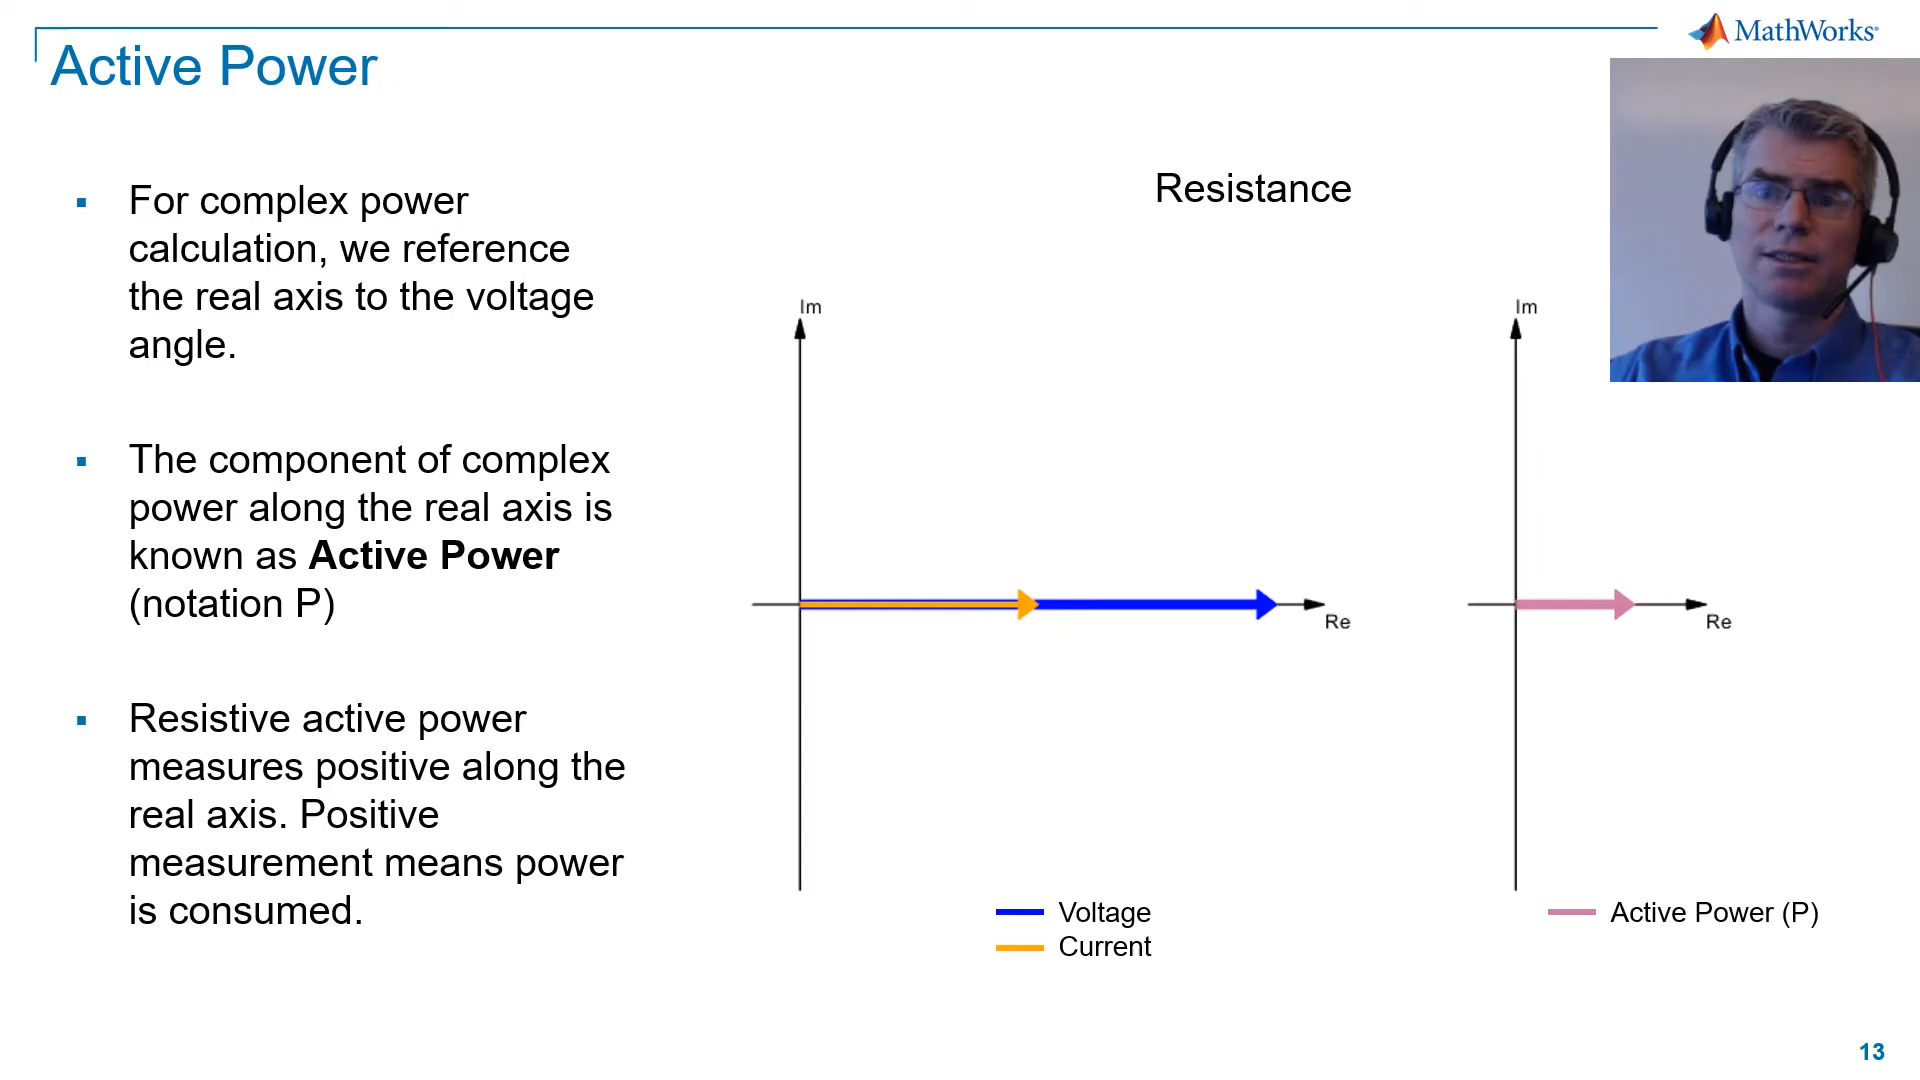 Active Power
MathWorks
For complex power
calculation, we reference
the real axis to the voltage
angle.
The component of complex
power along the real axis is
known as Active Power
(notation P)
Resistive active power
measures positive along the
real axis. Positive
measurement means power
is consumed.
Resistance
Im
Re
Voltage
Current
Im
Re
Active Power (P)
13